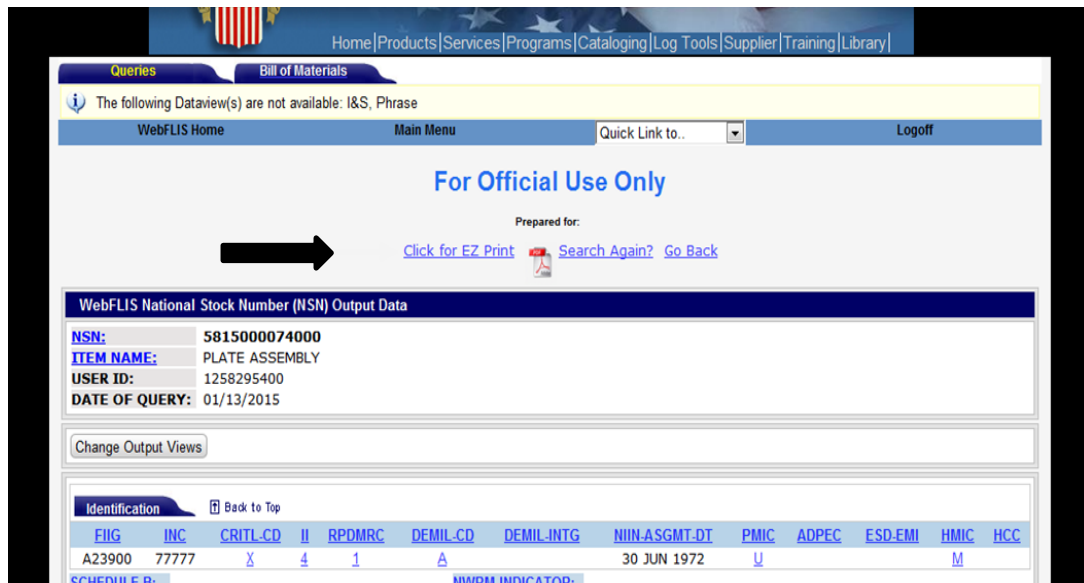 Home|Products|Services|Programs|Cataloging|Log Tools|Supplier|Training|Library|
Queries Bill of Materials
The following Dataview(s) are not available: I&S, Phrase
WebFLIS Home Main Menu Quick Link to.. Logoff
For Official Use Only
Prepared for:
Click for EZ Print PDF Search Again? Go Back
WebFLIS National Stock Number (NSN) Output Data
NSN: 5815000074000
ITEM NAME: PLATE ASSEMBLY
USER ID: 1258295400
DATE OF QUERY: 01/13/2015
Change Output Views
Identification Back to Top
FIIG INC CRITL-CD II RPDMRC DEMIL-CD DEMIL-INTG NIIN-ASGMT-DT PMIC ADPEC ESD-EMI HMIC HCC
A23900 77777 X 4 1 A 30 JUN 1972 U M
SCHEDULE B: NWRM INDICATOR: